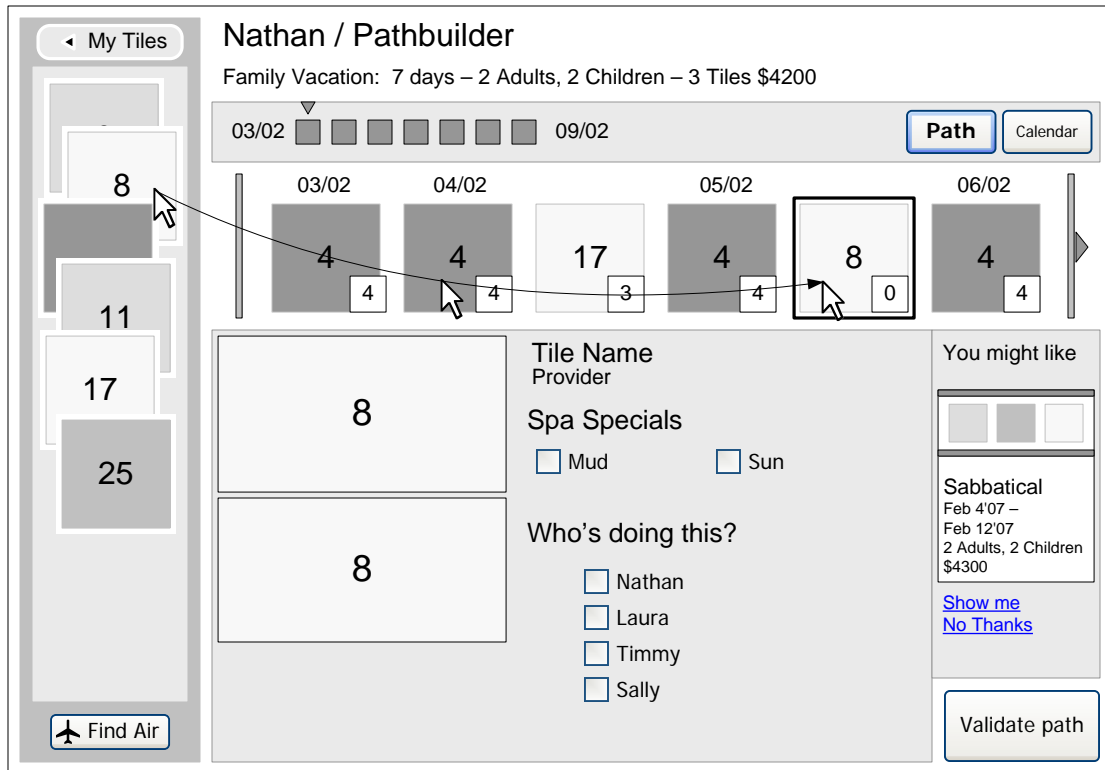 My Tiles
8
11
17
25
Find Air
Nathan / Pathbuilder
Family Vacation:  7 days – 2 Adults, 2 Children – 3 Tiles $4200
03/02 09/02
Path Calendar
03/02 04/02 05/02 06/02
4 4 17 4 8 4
4 4 3 4 0 4
8
8
Tile Name
Provider
Spa Specials
Mud Sun
Who's doing this?
Nathan
Laura
Timmy
Sally
You might like
Sabbatical
Feb 4'07 –
Feb 12'07
2 Adults, 2 Children
$4300
Show me
No Thanks
Validate path